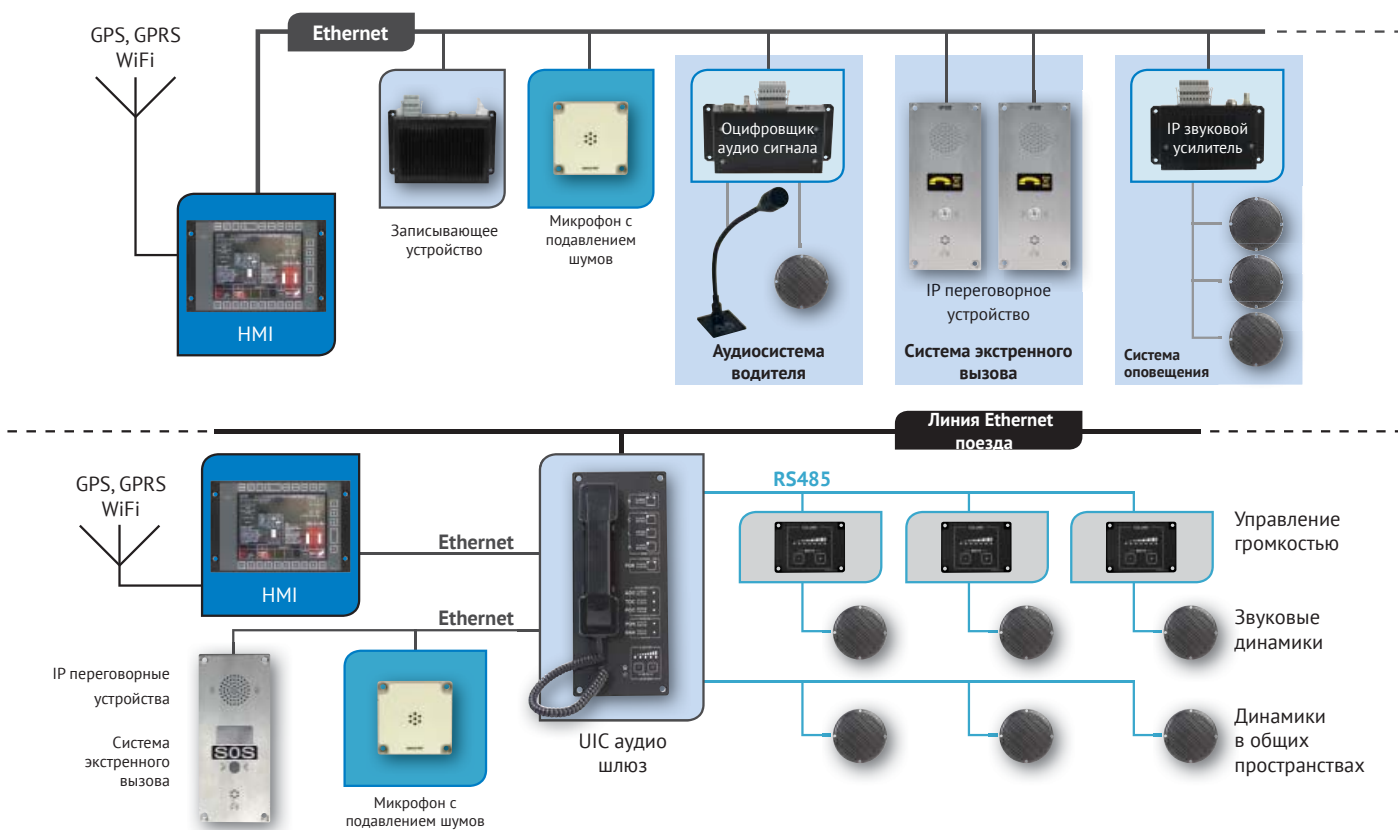 GPS, GPRS
WiFi
Ethernet
HMI
Записывающее
устройство
Микрофон с
подавлением
шумов
Оцифровщик
аудио сигнала
Аудиосистема
водителя
IP переговорное
устройство
Система экстренного
вызова
IP звуковой
усилитель
Система
оповещения
Линия Ethernet
поезда
GPS, GPRS
WiFi
HMI
Ethernet
Ethernet
IP переговорные
устройства
Система
экстренного
вызова
SOS
Микрофон с
подавлением шумов
UIC аудио
шлюз
RS485
Управление
громкостью
Звуковые
динамики
Динамики
в общих
пространствах